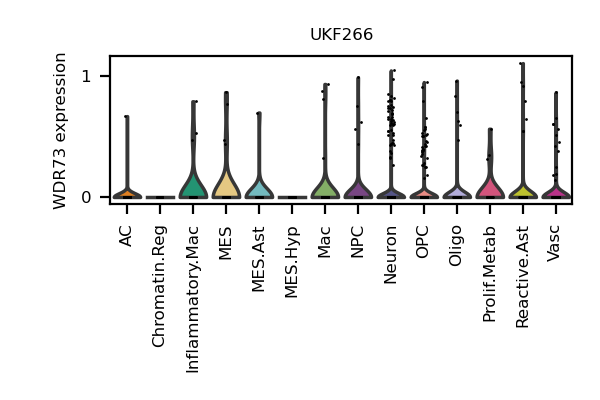 UKF266
WDR73 expression
1
0
AC
Chromatin.Reg
Inflammatory.Mac
MES
MES.Ast
MES.Hyp
Mac
NPC
Neuron
OPC
Oligo
Prolif.Metab
Reactive.Ast
Vasc